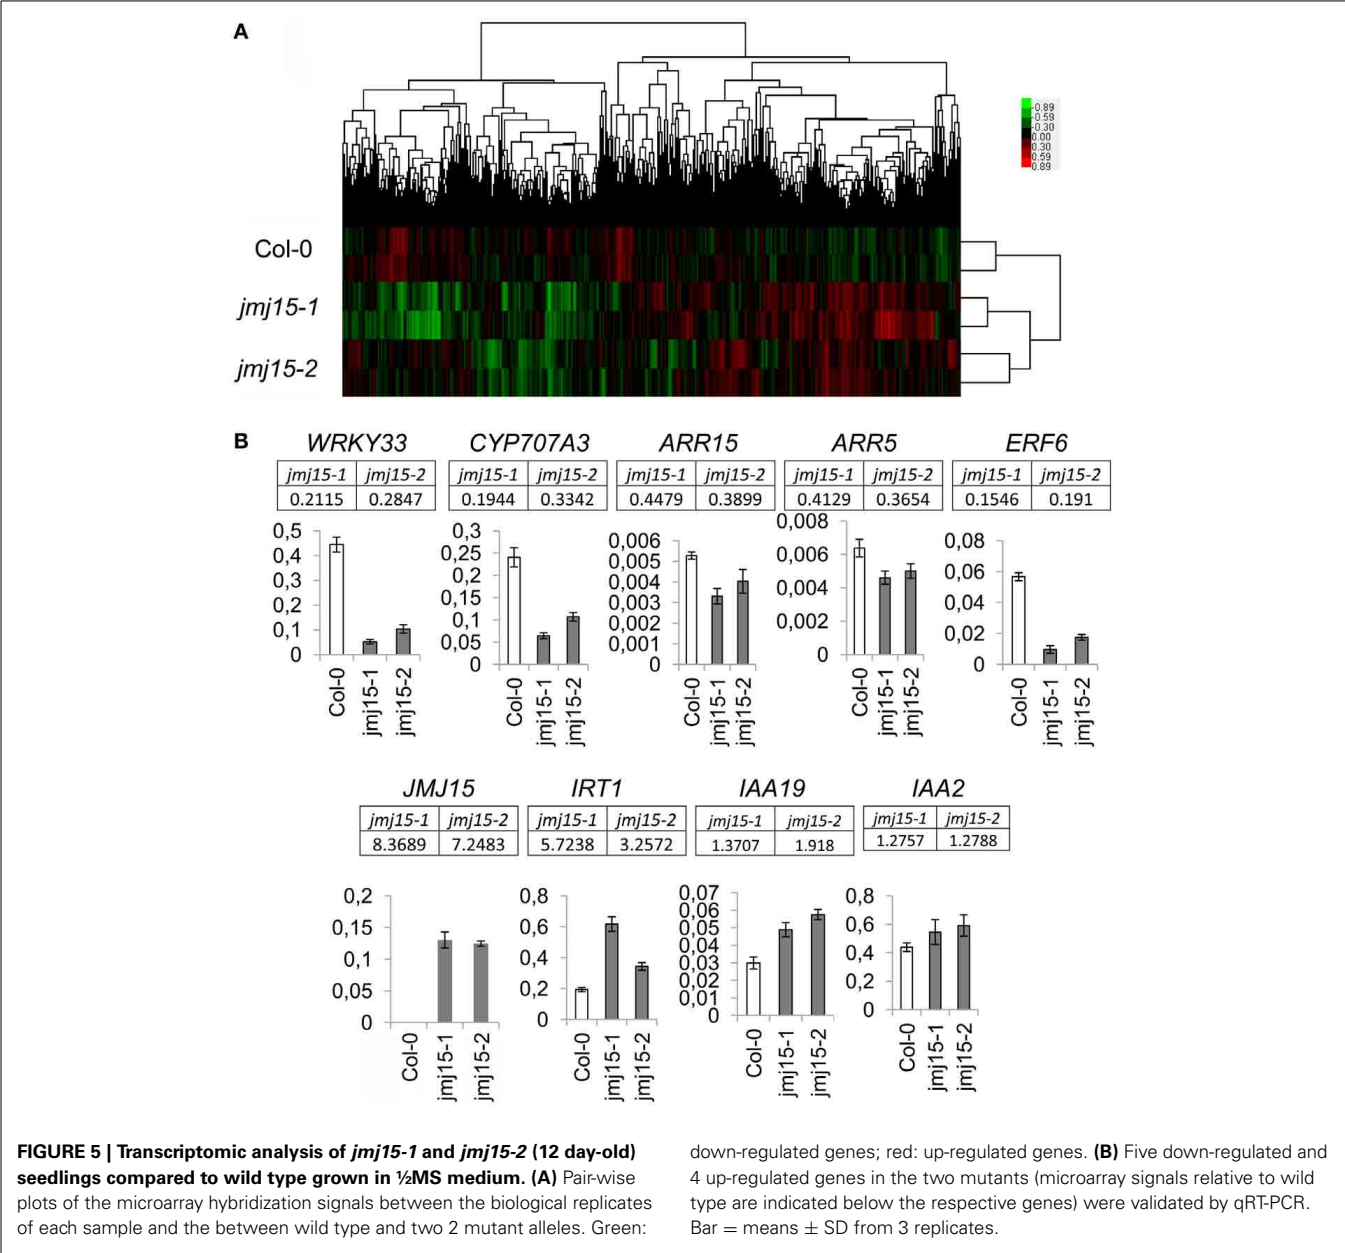 A
-0.89
-0.59
-0.30
0.00
0.30
0.59
0.89
Col-0
jmj15-1
jmj15-2
B
WRKY33 CYP707A3 ARR15 ARR5 ERF6
jmj15-1 jmj15-2 jmj15-1 jmj15-2 jmj15-1 jmj15-2 jmj15-1 jmj15-2 jmj15-1 jmj15-2
0.2115 0.2847 0.1944 0.3342 0.4479 0.3899 0.4129 0.3654 0.1546 0.191
0,5
0,4
0,3
0,2
0,1
0
Col-0
jmj15-1
jmj15-2
0,3
0,25
0,2
0,15
0,1
0,05
0
Col-0
jmj15-1
jmj15-2
0,006
0,005
0,004
0,003
0,002
0,001
0
Col-0
jmj15-1
jmj15-2
0,008
0,006
0,004
0,002
0
Col-0
jmj15-1
jmj15-2
0,08
0,06
0,04
0,02
0
Col-0
jmj15-1
jmj15-2
JMJ15 IRT1 IAA19 IAA2
jmj15-1 jmj15-2 jmj15-1 jmj15-2 jmj15-1 jmj15-2 jmj15-1 jmj15-2
8.3689 7.2483 5.7238 3.2572 1.3707 1.918 1.2757 1.2788
0,2
0,15
0,1
0,05
0
Col-0
jmj15-1
jmj15-2
0,8
0,6
0,4
0,2
0
Col-0
jmj15-1
jmj15-2
0,07
0,06
0,05
0,04
0,03
0,02
0,01
0
Col-0
jmj15-1
jmj15-2
0,8
0,6
0,4
0,2
0
Col-0
jmj15-1
jmj15-2
FIGURE 5 | Transcriptomic analysis of jmj15-1 and jmj15-2 (12 day-old)
seedlings compared to wild type grown in ½MS medium. (A) Pair-wise
plots of the microarray hybridization signals between the biological replicates
of each sample and the between wild type and two 2 mutant alleles. Green:
down-regulated genes; red: up-regulated genes. (B) Five down-regulated and
4 up-regulated genes in the two mutants (microarray signals relative to wild
type are indicated below the respective genes) were validated by qRT-PCR.
Bar = means ± SD from 3 replicates.